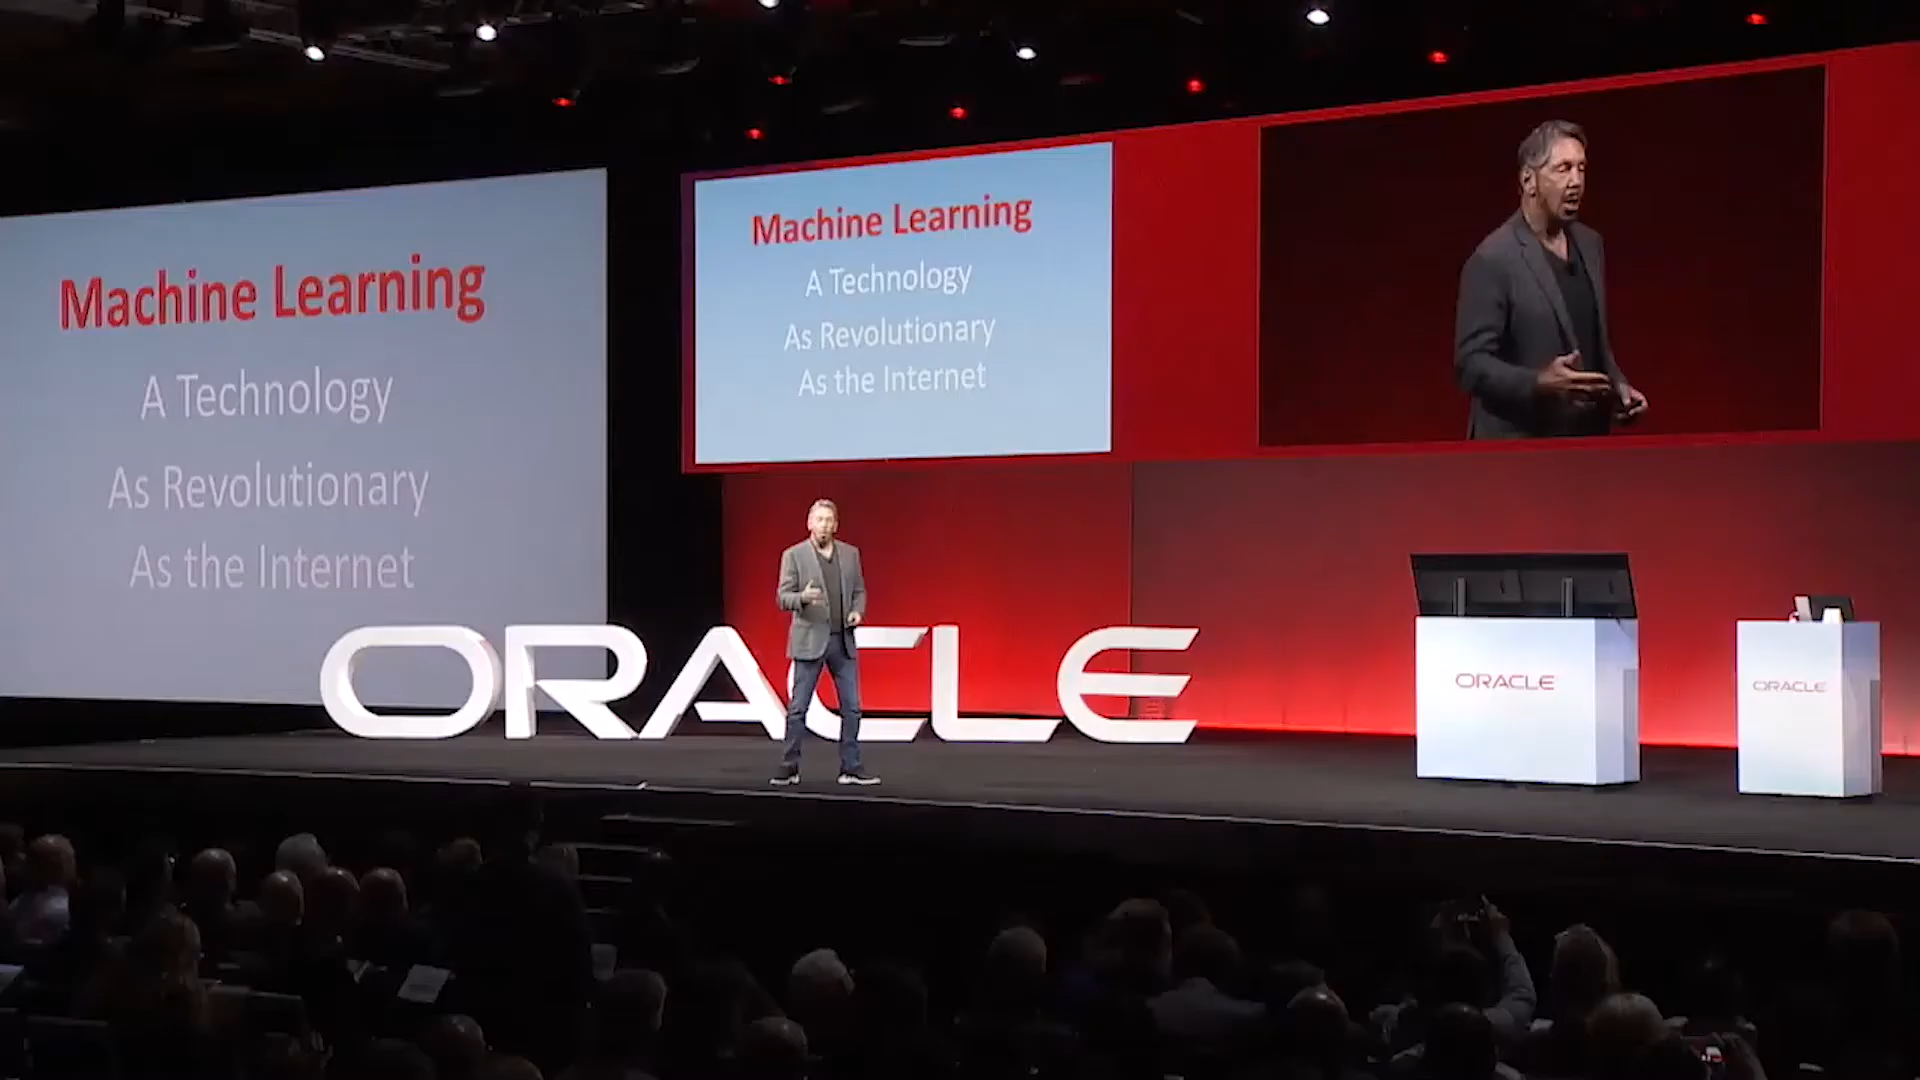 Machine Learning
A Technology
As Revolutionary
As the Internet
Machine Learning
A Technology
As Revolutionary
As the Internet
ORACLE
ORACLE
ORACLE